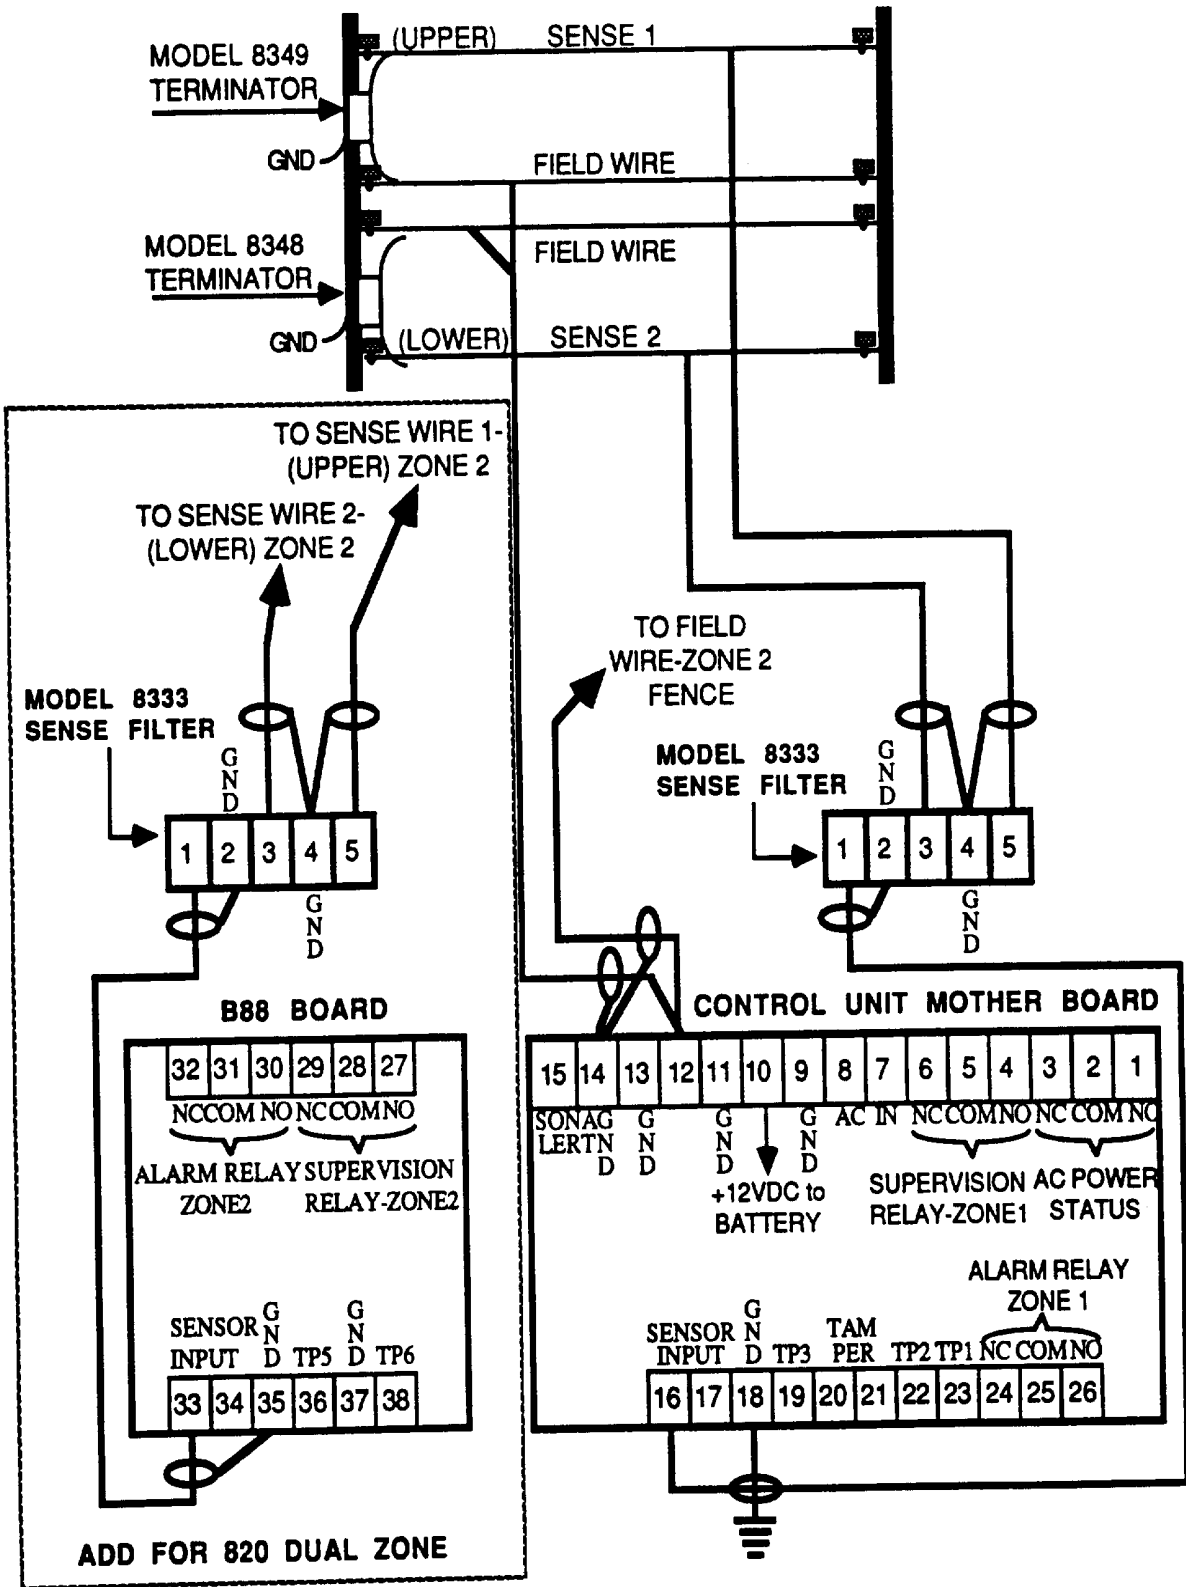 (UPPER) SENSE 1
MODEL 8349
TERMINATOR
GND
FIELD WIRE
MODEL 8348
TERMINATOR
FIELD WIRE
GND
(LOWER) SENSE 2
TO SENSE WIRE 1-
(UPPER) ZONE 2
TO SENSE WIRE 2-
(LOWER) ZONE 2
MODEL 8333
SENSE FILTER
GND
1 2 3 4 5
GND
B88 BOARD
32 31 30 29 28 27
NC COM NO NC COM NO
ALARM RELAY
ZONE2
SUPERVISION
RELAY-ZONE2
SENSOR
INPUT
GND
TP5
GND
TP6
33 34 35 36 37 38
ADD FOR 820 DUAL ZONE
TO FIELD
WIRE-ZONE 2
FENCE
MODEL 8333
SENSE FILTER
GND
1 2 3 4 5
GND
CONTROL UNIT MOTHER BOARD
15 14 13 12 11 10 9 8 7 6 5 4 3 2 1
SONA
LERT
GND
GND
GND
GND
AC IN
NC COM NO NC COM NO
+12VDC to
BATTERY
SUPERVISION
RELAY-ZONE1
AC POWER
STATUS
ALARM RELAY
ZONE 1
SENSOR
INPUT
GND
TP3
TAM
PER
TP2 TP1 NC COM NO
16 17 18 19 20 21 22 23 24 25 26